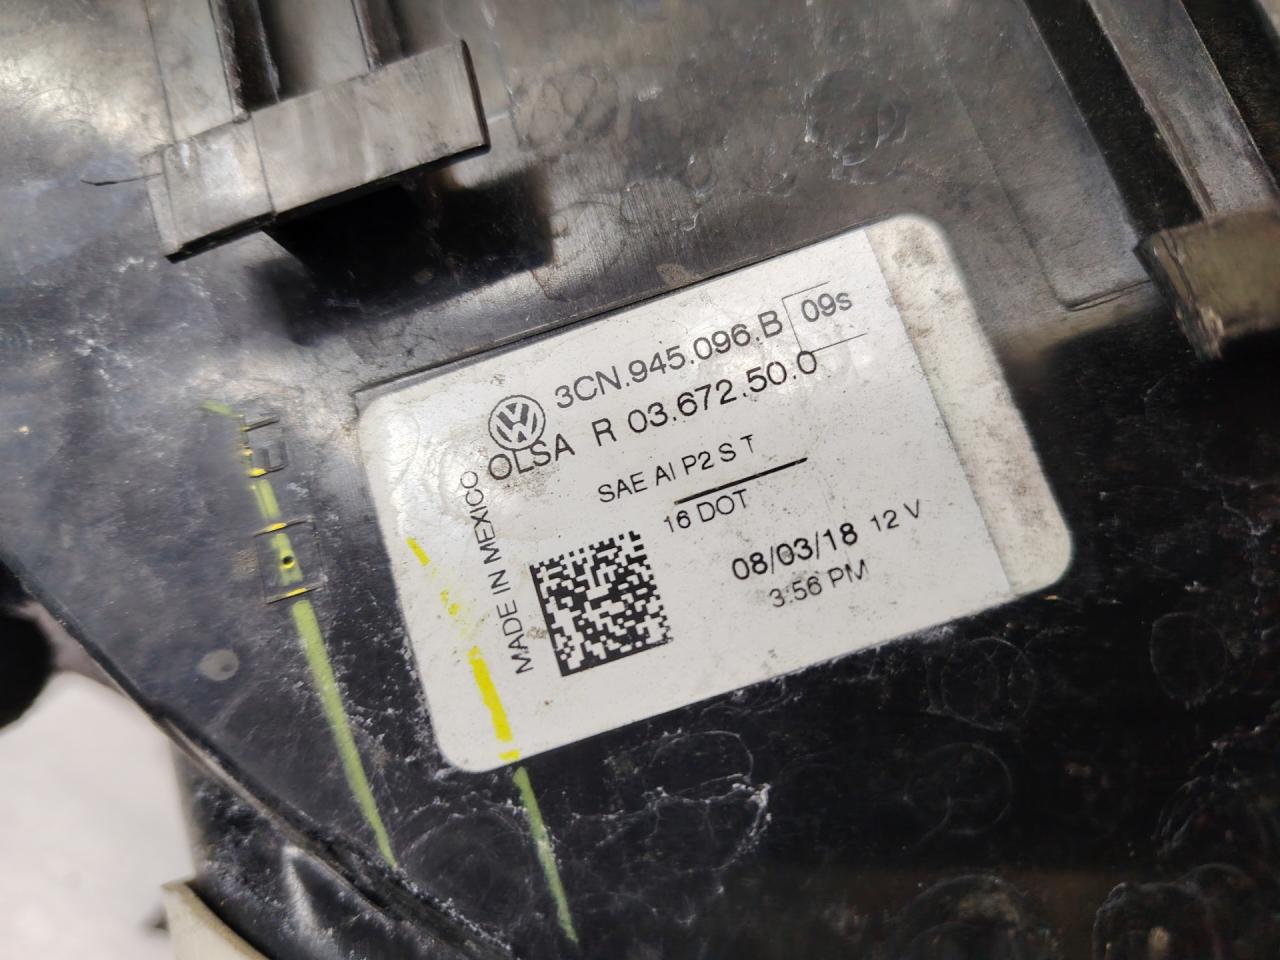 3CN.945.096.B 09s
OLSA R 03.672.50.0
SAE AI P2 S T
16 DOT
08/03/18 12 V
3:56 PM
MADE IN MEXICO